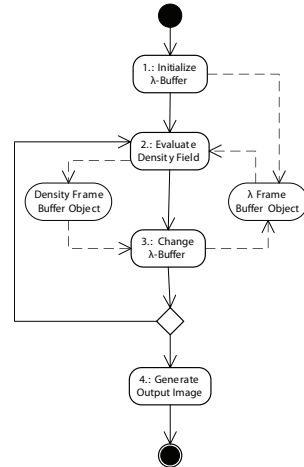 1.: Initialize
λ-Buffer
2.: Evaluate
Density Field
Density Frame
Buffer Object
λ Frame
Buffer Object
3.: Change
λ-Buffer
4.: Generate
Output Image